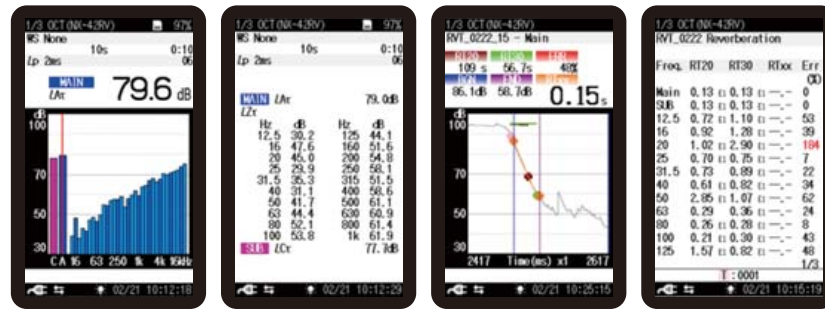 1/3 OCT(NX-42RV) 97%
WS None
10s 0:10
Lp 2ms 06
MAIN LAτ 79.6 dB
dB
100
70
50
30
C A 16 63 250 1k 4k 16kHz
02/21 10:12:18
1/3 OCT(NX-42RV) 97%
WS None
10s 0:10
Lp 2ms 06
MAIN LAτ 79.0dB
LZτ
Hz dB Hz dB
12.5 30.2 125 44.1
16 47.6 160 51.6
20 45.0 200 54.8
25 29.9 250 58.1
31.5 35.3 315 51.5
40 31.1 400 58.6
50 41.7 500 61.1
63 44.4 630 60.9
80 52.1 800 61.4
100 53.8 1k 61.9
SUB LCτ 77.7dB
02/21 10:12:29
1/3 OCT(NX-42RV) 97%
RVT_0222_15 - Main
RT20 RT30 ERR
109 s 56.7s 48%
BGN END RTxx
86.1dB 58.7dB 0.15s
dB
100
70
50
30
2417 Time(ms) x1 2617
02/21 10:25:15
1/3 OCT(NX-42RV)
RVT_0222 Reverberation
Freq. RT20 RT30 RTxx Err
(%)
Main 0.13 □ 0.13 □ --.- 0
SUB 0.13 □ 0.13 □ --.- 0
12.5 0.72 □ 1.10 □ --.- 53
16 0.92 1.28 □ --.- 39
20 1.02 □ 2.90 □ --.- 184
25 0.70 □ 0.75 □ --.- 7
31.5 0.73 0.89 □ --.- 22
40 0.61 □ 0.82 □ --.- 34
50 2.85 □ 1.07 □ --.- 62
63 0.29 0.36 □ --.- 24
80 0.26 □ 0.28 □ --.- 8
100 0.21 □ 0.30 □ --.- 43
125 1.57 □ 0.82 □ --.- 48
1/3
T:0001
02/21 10:15:19